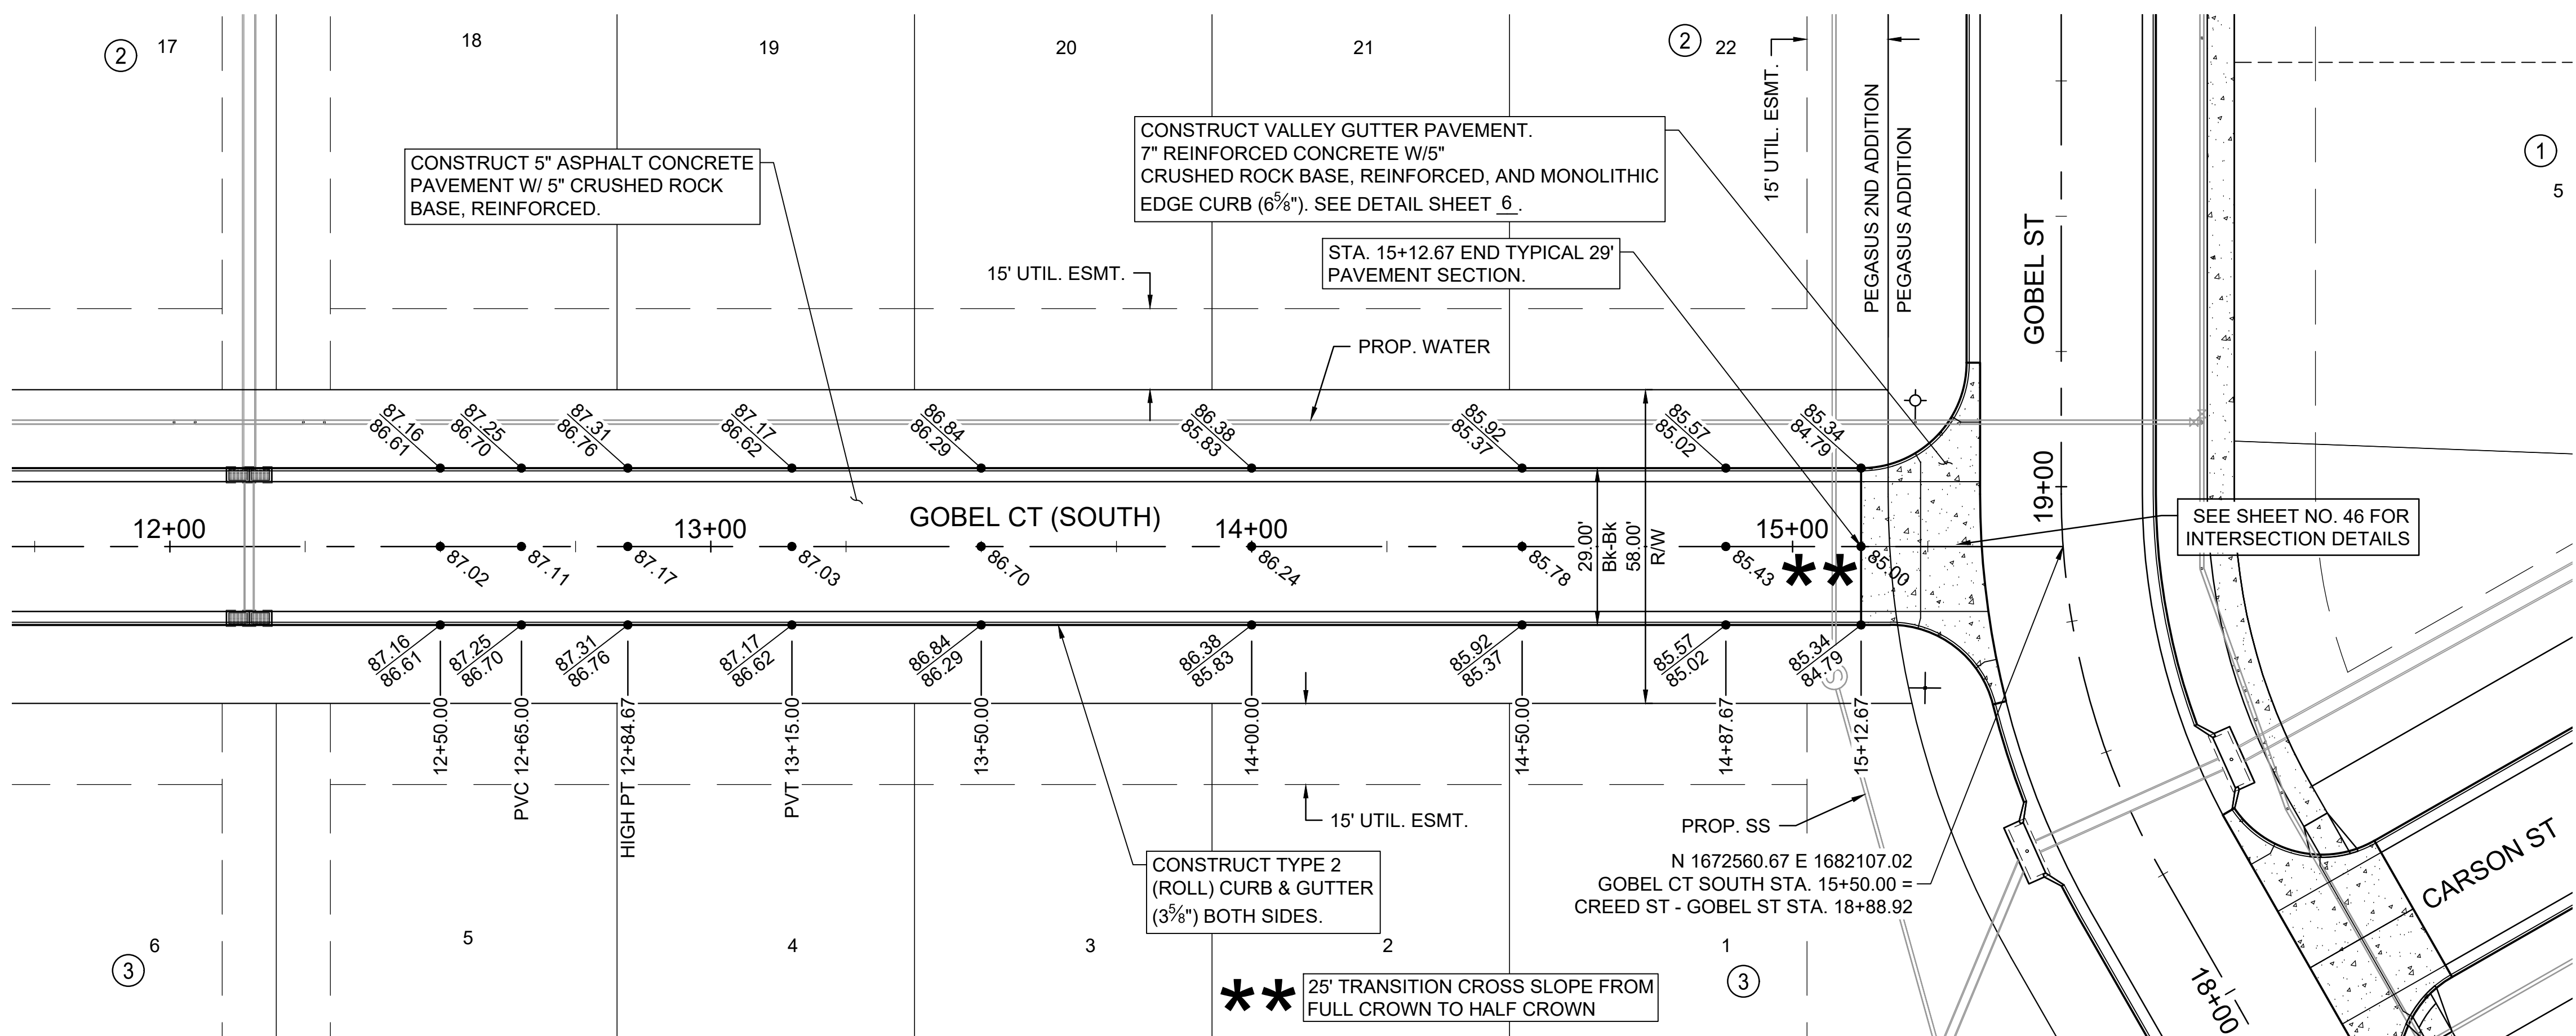 2
17
18
19
20
21
2
22
1
5
15' UTIL. ESMT.
PEGASUS 2ND ADDITION
PEGASUS ADDITION
GOBEL ST
CONSTRUCT 5" ASPHALT CONCRETE
PAVEMENT W/ 5" CRUSHED ROCK
BASE, REINFORCED.
CONSTRUCT VALLEY GUTTER PAVEMENT.
7" REINFORCED CONCRETE W/5"
CRUSHED ROCK BASE, REINFORCED, AND MONOLITHIC
EDGE CURB (6⅝"). SEE DETAIL SHEET 6.
STA. 15+12.67 END TYPICAL 29'
PAVEMENT SECTION.
15' UTIL. ESMT.
PROP. WATER
87.16
86.61
87.25
86.70
87.31
86.76
87.17
86.62
86.84
86.29
86.38
85.83
85.92
85.37
85.57
85.02
85.34
84.79
12+00
13+00
GOBEL CT (SOUTH)
14+00
15+00
19+00
SEE SHEET NO. 46 FOR
INTERSECTION DETAILS
87.02
87.11
87.17
87.03
86.70
86.24
85.78
85.43
**
85.00
29.00'
Bk-Bk
58.00'
R/W
87.16
86.61
87.25
86.70
87.31
86.76
87.17
86.62
86.84
86.29
86.38
85.83
85.92
85.37
85.57
85.02
85.34
84.79
S
12+50.00
PVC 12+65.00
HIGH PT 12+84.67
PVT 13+15.00
13+50.00
14+00.00
14+50.00
14+87.67
15+12.67
15' UTIL. ESMT.
PROP. SS
CONSTRUCT TYPE 2
(ROLL) CURB & GUTTER
(3⅝") BOTH SIDES.
N 1672560.67 E 1682107.02
GOBEL CT SOUTH STA. 15+50.00 =
CREED ST - GOBEL ST STA. 18+88.92
CARSON ST
18+00
6
5
4
3
2
1
3
3
** 25' TRANSITION CROSS SLOPE FROM
FULL CROWN TO HALF CROWN